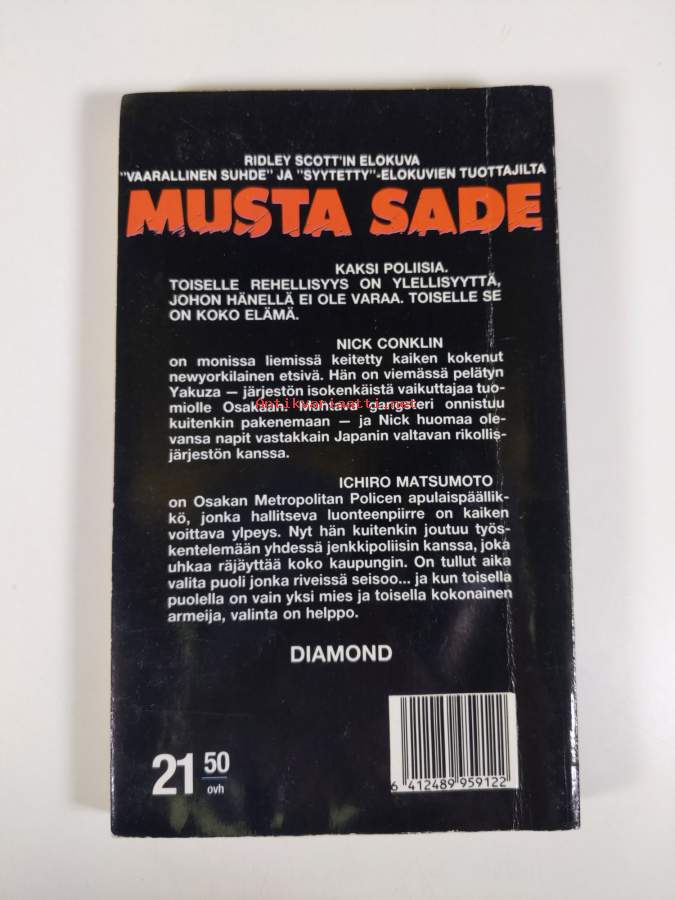 RIDLEY SCOTT'IN ELOKUVA
"VAARALLINEN SUHDE" JA "SYYTETTY"-ELOKUVIEN TUOTTAJILTA
MUSTA SADE
KAKSI POLIISIA.
TOISELLE REHELLISYYS ON YLELLISYYTTÄ,
JOHON HÄNELLÄ EI OLE VARAA. TOISELLE SE
ON KOKO ELÄMÄ.
NICK CONKLIN
on monissa liemissä keitetty kaiken kokenut
newyorkilainen etsivä. Hän on viemässä pelätyn
Yakuza – järjestön isokenkäistä vaikuttajaa tuo-
miolle Osakaan. Mahtava gangsteri onnistuu
Antikvariaatti.net
kuitenkin pakenemaan – ja Nick huomaa ole-
vansa napit vastakkain Japanin valtavan rikollis-
järjestön kanssa.
ICHIRO MATSUMOTO
on Osakan Metropolitan Policen apulaispäällik-
kö, jonka hallitseva luonteenpiirre on kaiken
voittava ylpeys. Nyt hän kuitenkin joutuu työs-
kentelemään yhdessä jenkkipoliisin kanssa, joka
uhkaa räjäyttää koko kaupungin. On tullut aika
valita puoli jonka riveissä seisoo... ja kun toisella
puolella on vain yksi mies ja toisella kokonainen
armeija, valinta on helppo.
DIAMOND
21 50
ovh
6 412489 959122